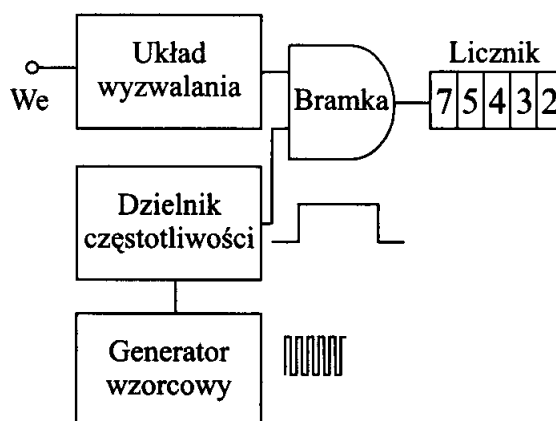 Układ
wyzwalania
We
Bramka
Licznik
7 5 4 3 2
Dzielnik
częstotliwości
Generator
wzorcowy